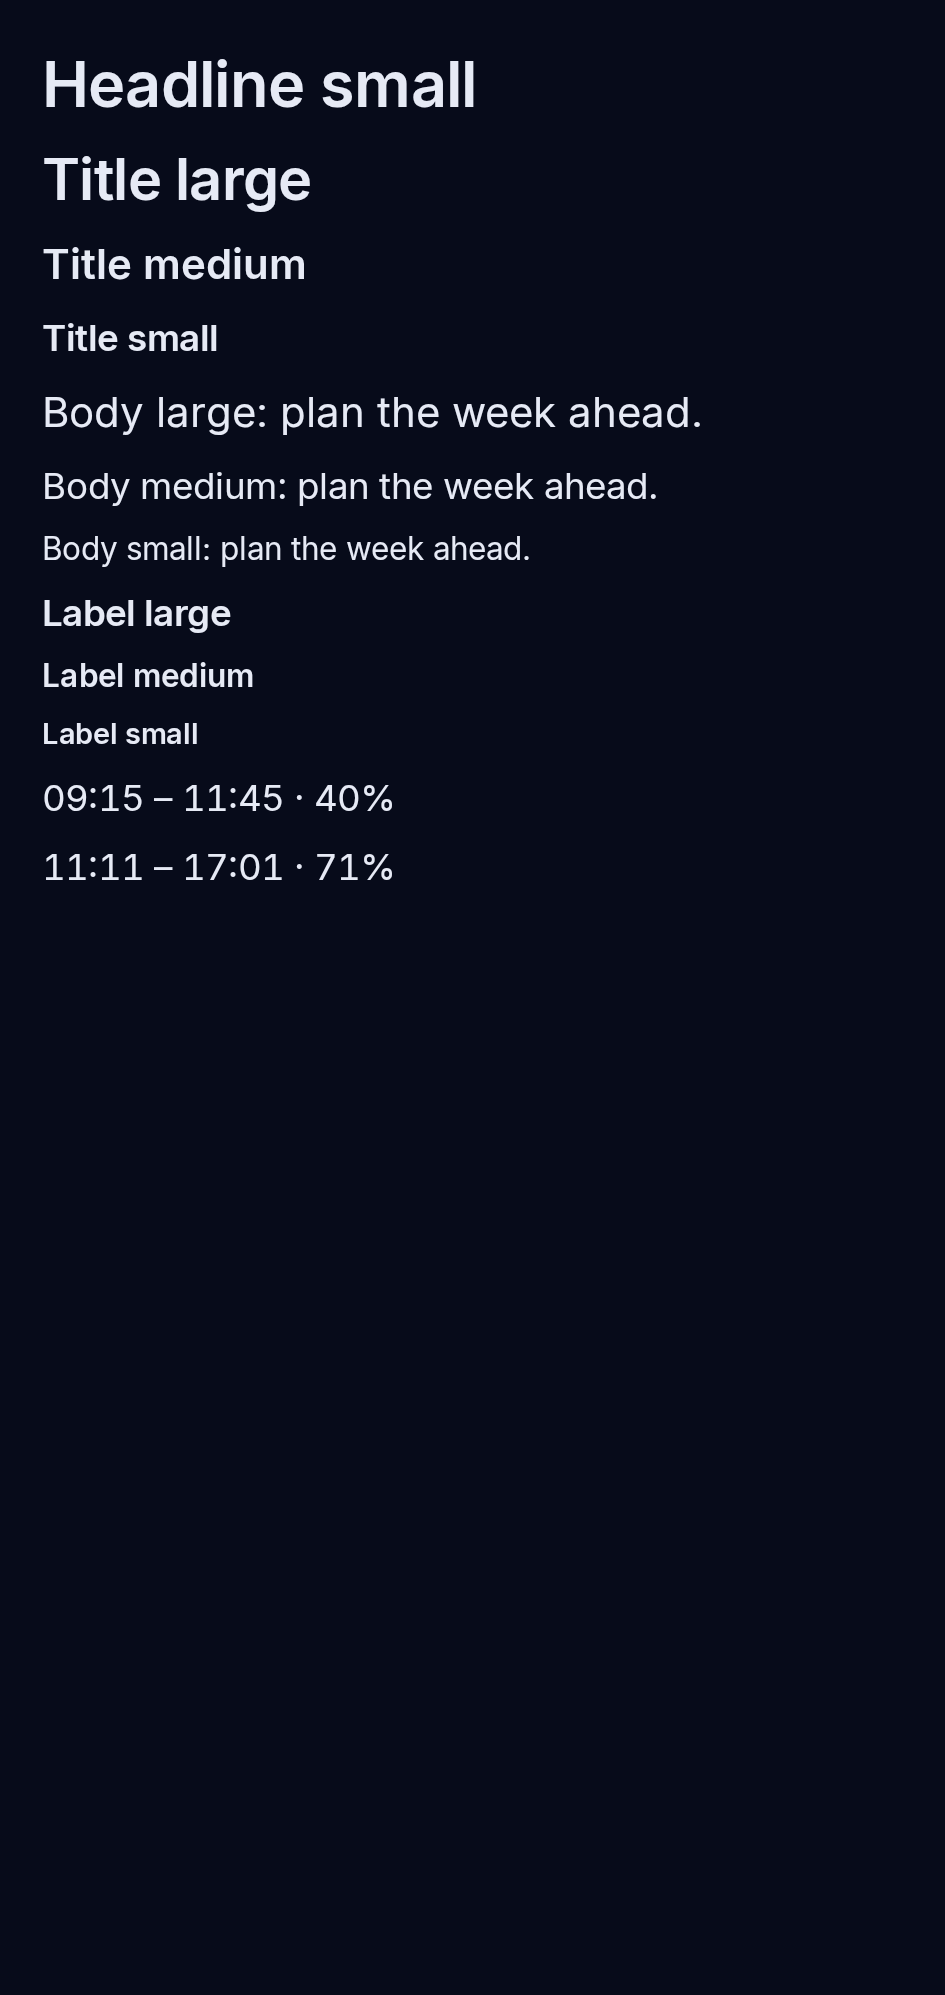 Headline small
Title large
Title medium
Title small
Body large: plan the week ahead.
Body medium: plan the week ahead.
Body small: plan the week ahead.
Label large
Label medium
Label small
09:15 – 11:45 · 40%
11:11 – 17:01 · 71%